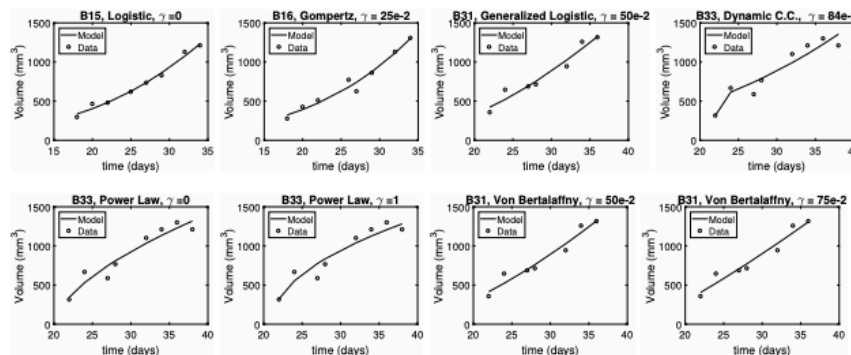 B15, Logistic, γ=0
B16, Gompertz, γ = 25e-2
B31, Generalized Logistic, γ = 50e-2
B33, Dynamic C.C., γ = 84e-
1500
Model
Data
1000
500
0
Volume (mm³)
15 20 25 30 35
time (days)
1500
Model
Data
1000
500
0
Volume (mm³)
15 20 25 30 35
time (days)
1500
Model
Data
1000
500
0
Volume (mm³)
20 25 30 35 40
time (days)
1500
Model
Data
1000
500
0
Volume (mm³)
20 25 30 35 40
time (days)
B33, Power Law, γ=0
B33, Power Law, γ=1
B31, Von Bertalaffny, γ = 50e-2
B31, Von Bertalaffny, γ = 75e-2
1500
Model
Data
1000
500
0
Volume (mm³)
20 25 30 35 40
time (days)
1500
Model
Data
1000
500
0
Volume (mm³)
20 25 30 35 40
time (days)
1500
Model
Data
1000
500
0
Volume (mm³)
20 25 30 35 40
time (days)
1500
Model
Data
1000
500
0
Volume (mm³)
20 25 30 35 40
time (days)